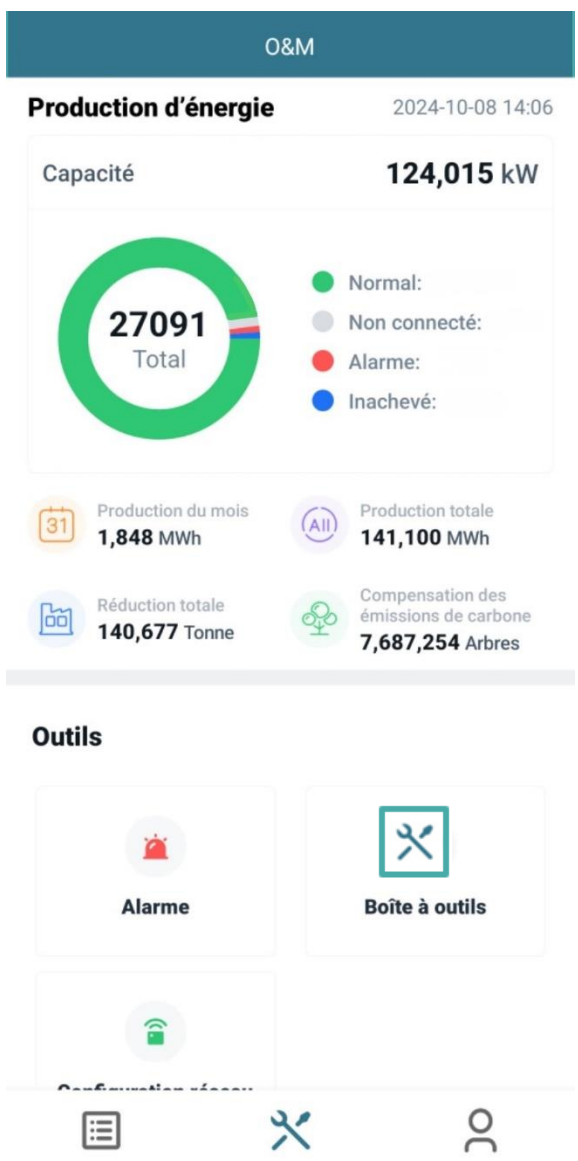 O&M
Production d'énergie 2024-10-08 14:06
Capacité 124,015 kW
27091
Total
Normal:
Non connecté:
Alarme:
Inachevé:
31
Production du mois
1,848 MWh
All
Production totale
141,100 MWh
Réduction totale
140,677 Tonne
Compensation des
émissions de carbone
7,687,254 Arbres
Outils
Alarme
Boîte à outils
Configuration réseau